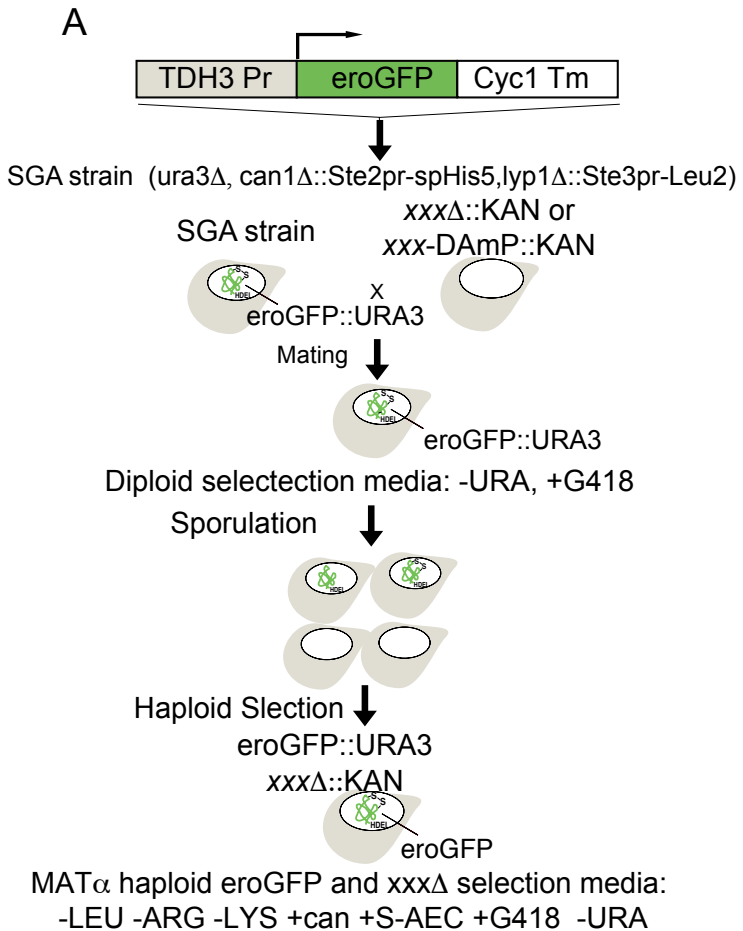 A
TDH3 Pr eroGFP Cyc1 Tm
SGA strain (ura3Δ, can1Δ::Ste2pr-spHis5,lyp1Δ::Ste3pr-Leu2)
xxxΔ::KAN or
SGA strain
xxx-DAmP::KAN
S
S
HDEL
X
eroGFP::URA3
Mating
S
S
HDEL
eroGFP::URA3
Diploid selectection media: -URA, +G418
Sporulation
HDEL
S
S
HDEL
Haploid Slection
eroGFP::URA3
xxxΔ::KAN
S
S
HDEL
eroGFP
MATα haploid eroGFP and xxxΔ selection media:
-LEU -ARG -LYS +can +S-AEC +G418 -URA